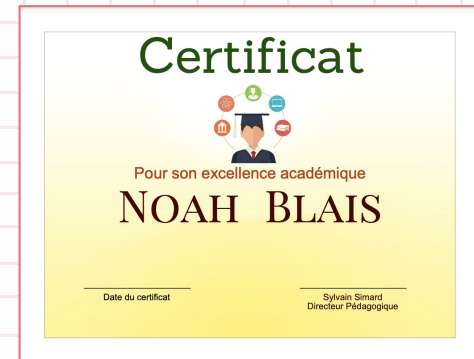 Certificat
Pour son excellence académique
Noah Blais
Date du certificat
Sylvain Simard
Directeur Pédagogique